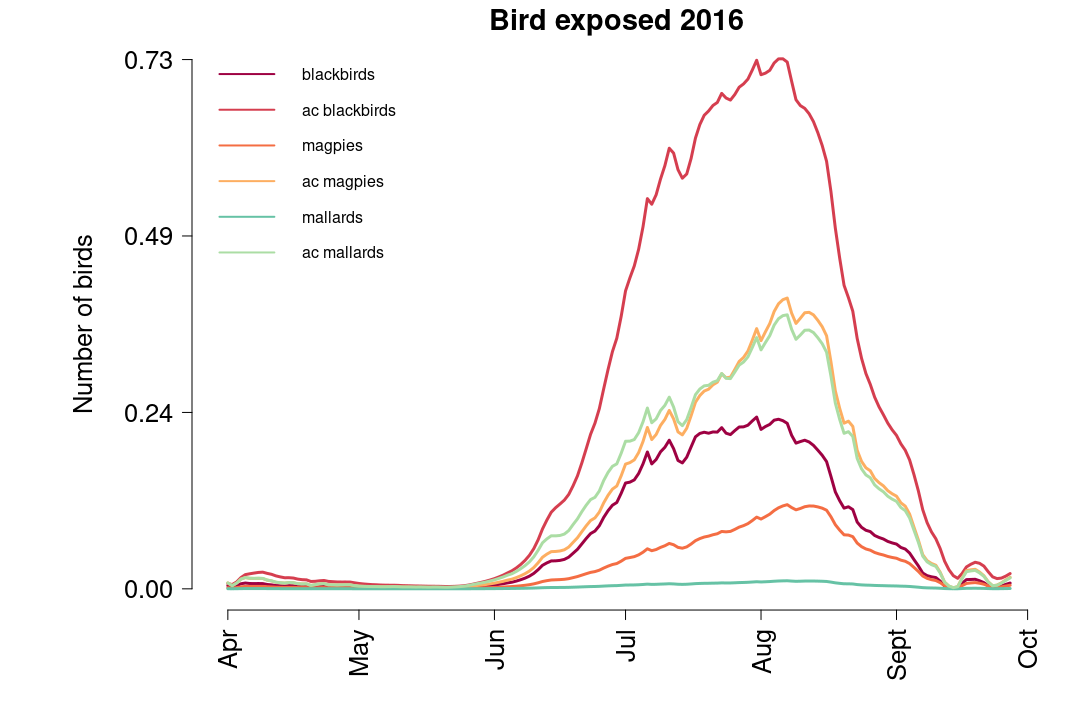 Bird exposed 2016
Number of birds
0.73
0.49
0.24
0.00
blackbirds
ac blackbirds
magpies
ac magpies
mallards
ac mallards
Apr
May
Jun
Jul
Aug
Sept
Oct